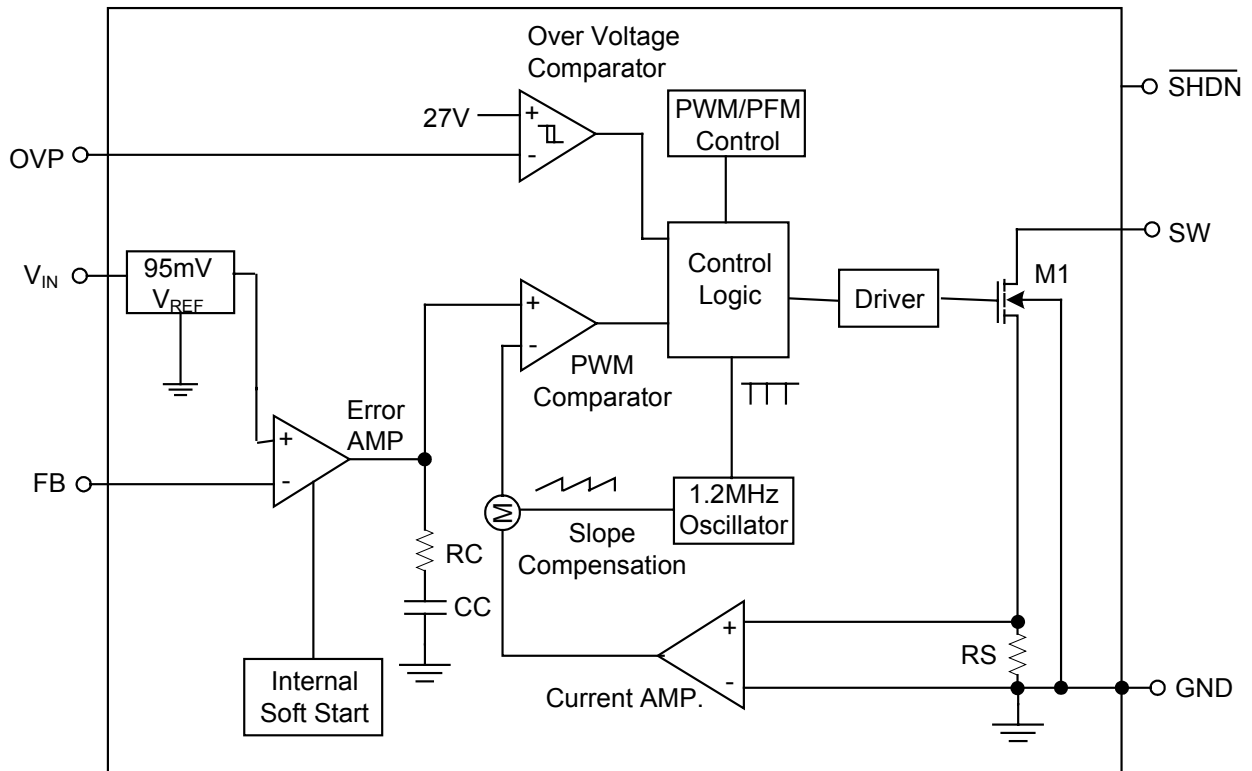 Over Voltage
Comparator
SHDN
27V
+
-
PWM/PFM
Control
OVP
SW
VIN
95mV
VREF
Control
Logic
Driver
M1
+
-
PWM
Comparator
Error
AMP
+
-
FB
M
Slope
Compensation
1.2MHz
Oscillator
RC
CC
+
-
RS
Internal
Soft Start
Current AMP.
GND